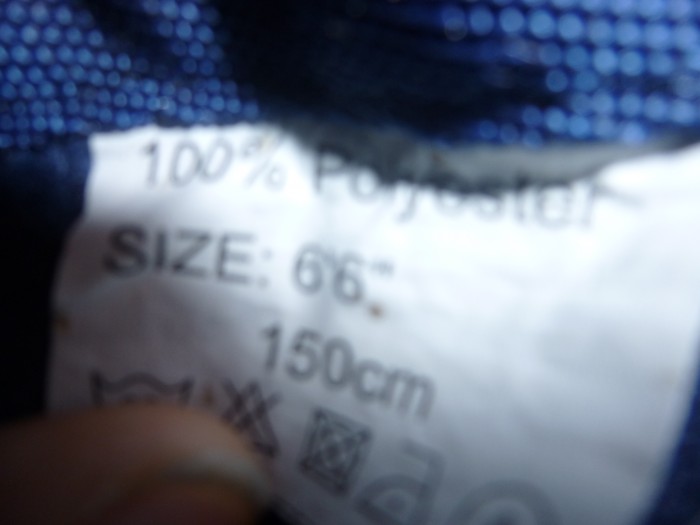 100% Polyester
SIZE: 6'6"
150cm